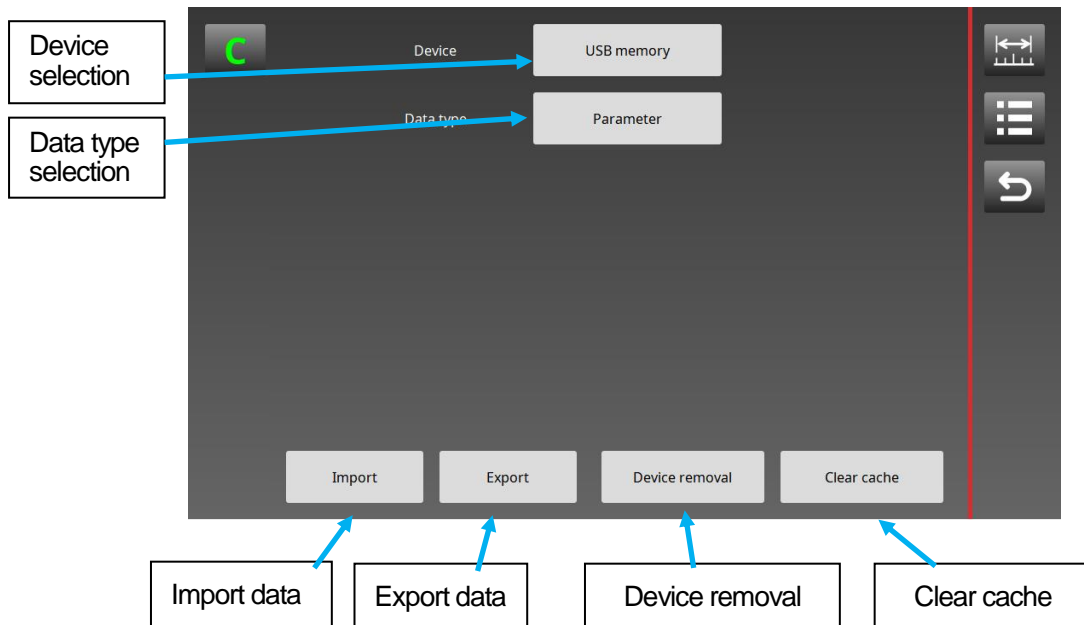 Device
selection
C
Device
USB memory
Data type
selection
Data type
Parameter
Import
Export
Device removal
Clear cache
Import data
Export data
Device removal
Clear cache